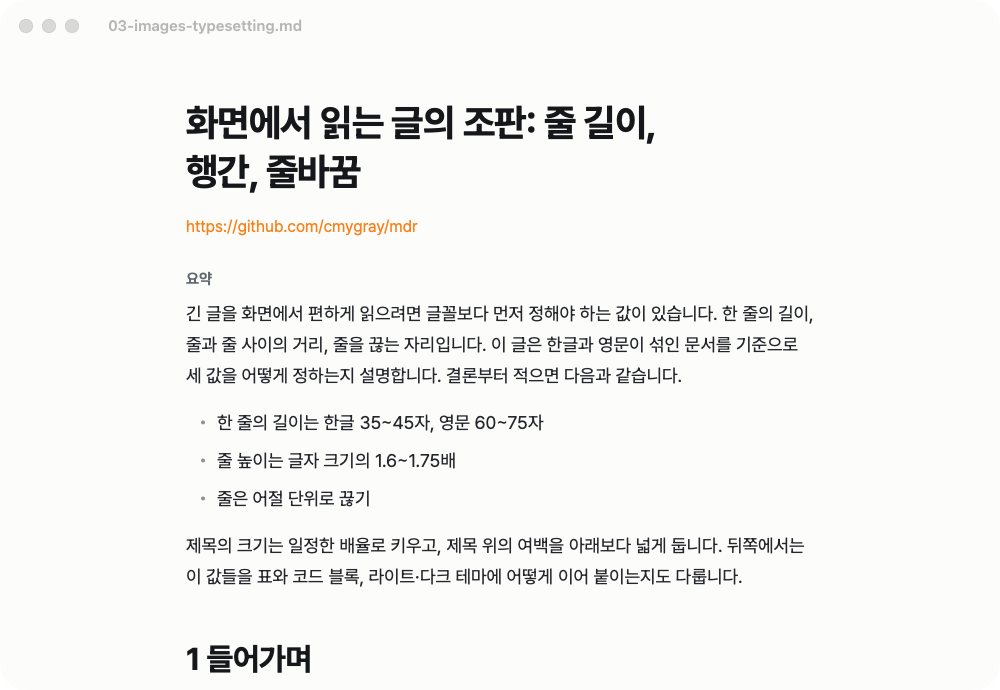 03-images-typesetting.md
화면에서 읽는 글의 조판: 줄 길이,
행간, 줄바꿈
https://github.com/cmygray/mdr
요약
긴 글을 화면에서 편하게 읽으려면 글꼴보다 먼저 정해야 하는 값이 있습니다. 한 줄의 길이,
줄과 줄 사이의 거리, 줄을 끊는 자리입니다. 이 글은 한글과 영문이 섞인 문서를 기준으로
세 값을 어떻게 정하는지 설명합니다. 결론부터 적으면 다음과 같습니다.
• 한 줄의 길이는 한글 35~45자, 영문 60~75자
• 줄 높이는 글자 크기의 1.6~1.75배
• 줄은 어절 단위로 끊기
제목의 크기는 일정한 배율로 키우고, 제목 위의 여백을 아래보다 넓게 둡니다. 뒤쪽에서는
이 값들을 표와 코드 블록, 라이트·다크 테마에 어떻게 이어 붙이는지도 다룹니다.
1 들어가며